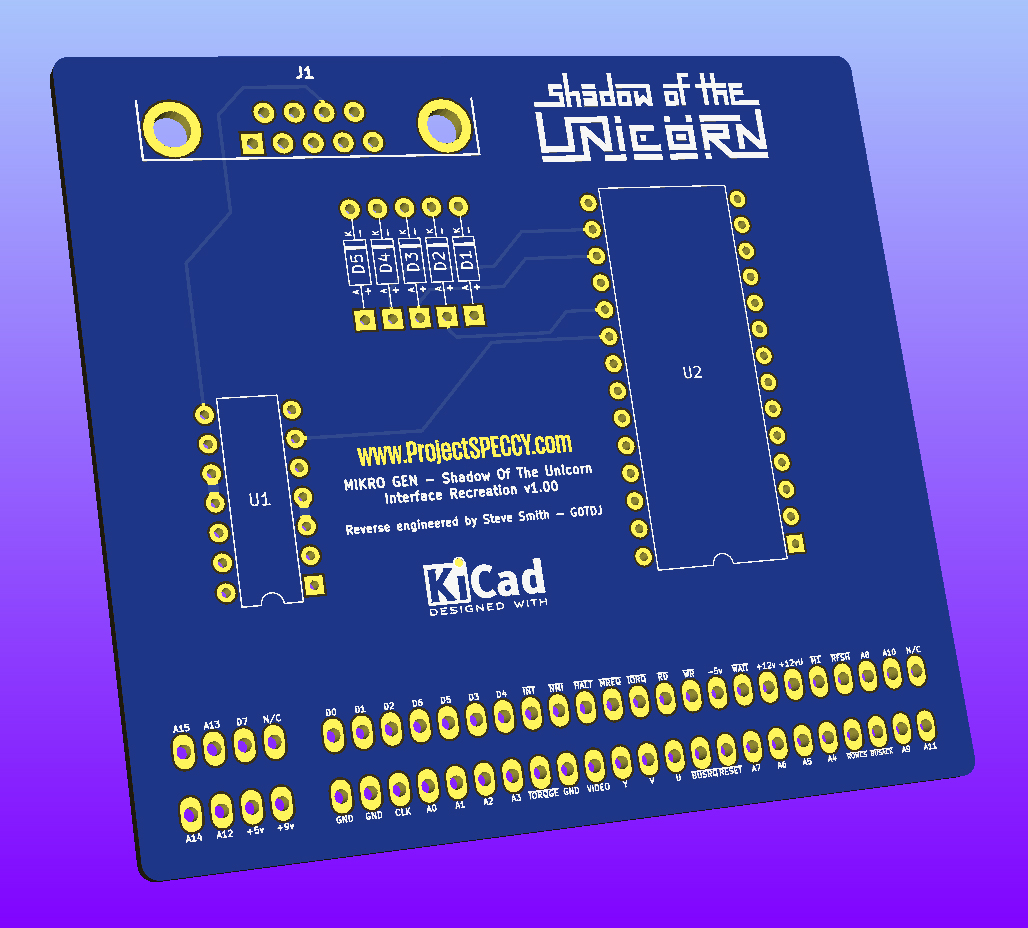 J1
Shadow of the
UNicoRN
K K K K K
- - - - -
D5 D4 D3 D2 D1
A A A A A
+ + + + +
U2
U1
www.ProjectSPECCY.com
MIKRO GEN – Shadow Of The Unicorn
Interface Recreation v1.00
Reverse engineered by Steve Smith – G0TDJ
KiCad
DESIGNED WITH
A15 A13 D7 N/C D0 D1 D2 D6 D5 D3 D4 INT NMI HALT MREQ IORQ RD WR -5v WAIT +12v +12vU M1 RFSH A8 A10 N/C
A14 A12 +5v +9v GND GND CLK A0 A1 A2 A3 IORQGE GND VIDEO Y V U BUSRQ RESET A7 A6 A5 A4 ROMCS BUSACK A9 A11